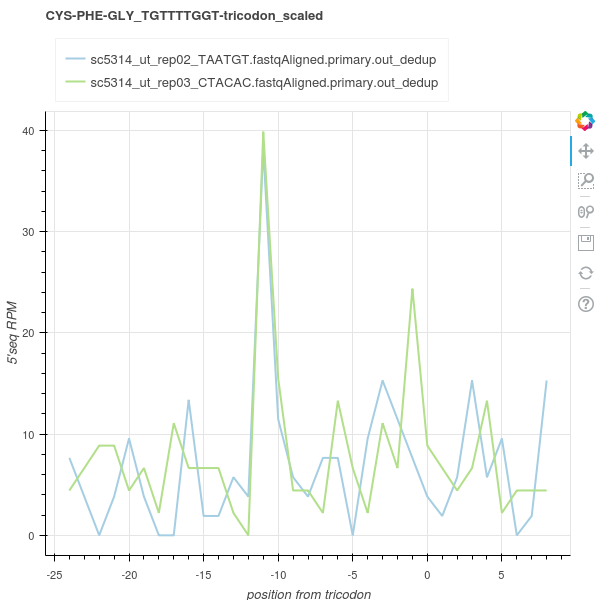 CYS-PHE-GLY_TGTTTTGGT-tricodon_scaled
sc5314_ut_rep02_TAATGT.fastqAligned.primary.out_dedup
sc5314_ut_rep03_CTACAC.fastqAligned.primary.out_dedup
40
30
20
10
0
5'seq RPM
-25
-20
-15
-10
-5
0
5
position from tricodon